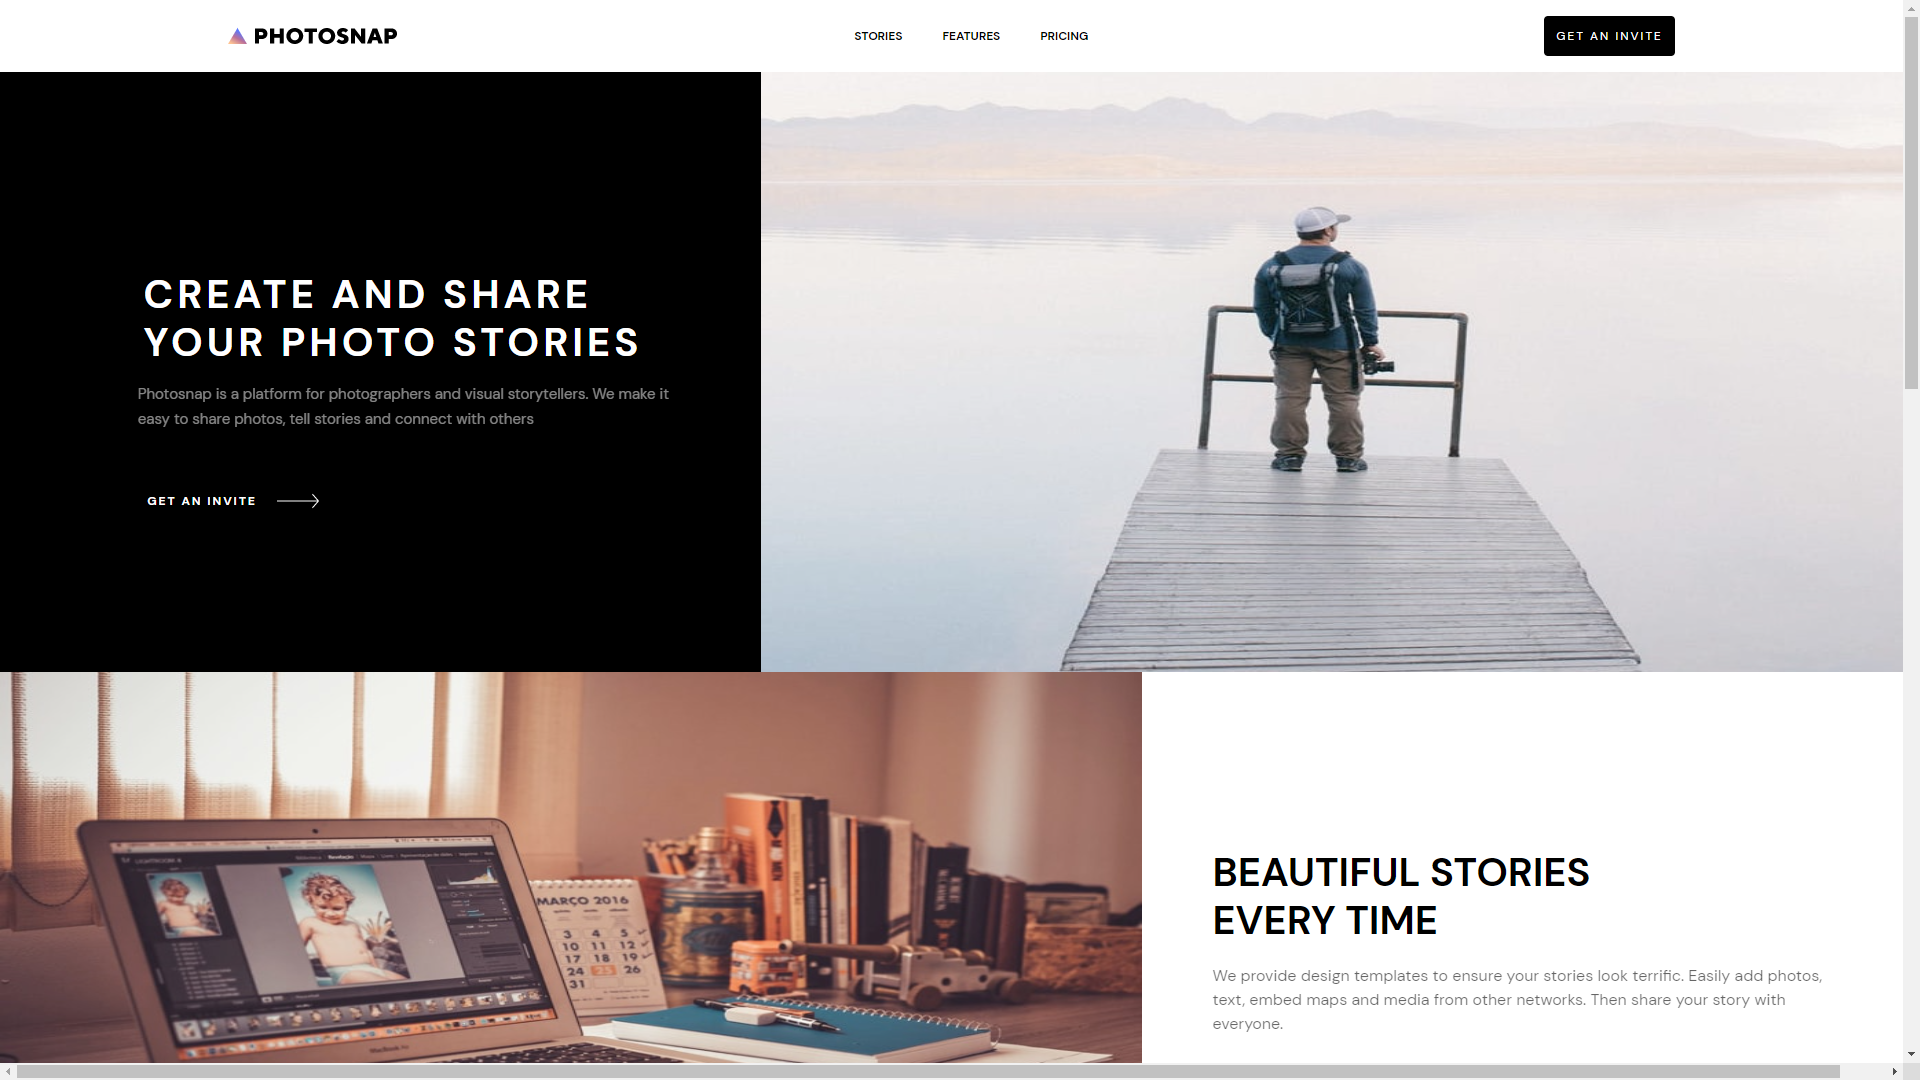 PHOTOSNAP
STORIES FEATURES PRICING
GET AN INVITE
CREATE AND SHARE
YOUR PHOTO STORIES
Photosnap is a platform for photographers and visual storytellers. We make it
easy to share photos, tell stories and connect with others
GET AN INVITE
MARÇO 2016
3 4 5
10 11 12
17 18 19
24 25 26
31
BEAUTIFUL STORIES
EVERY TIME
We provide design templates to ensure your stories look terrific. Easily add photos,
text, embed maps and media from other networks. Then share your story with
everyone.